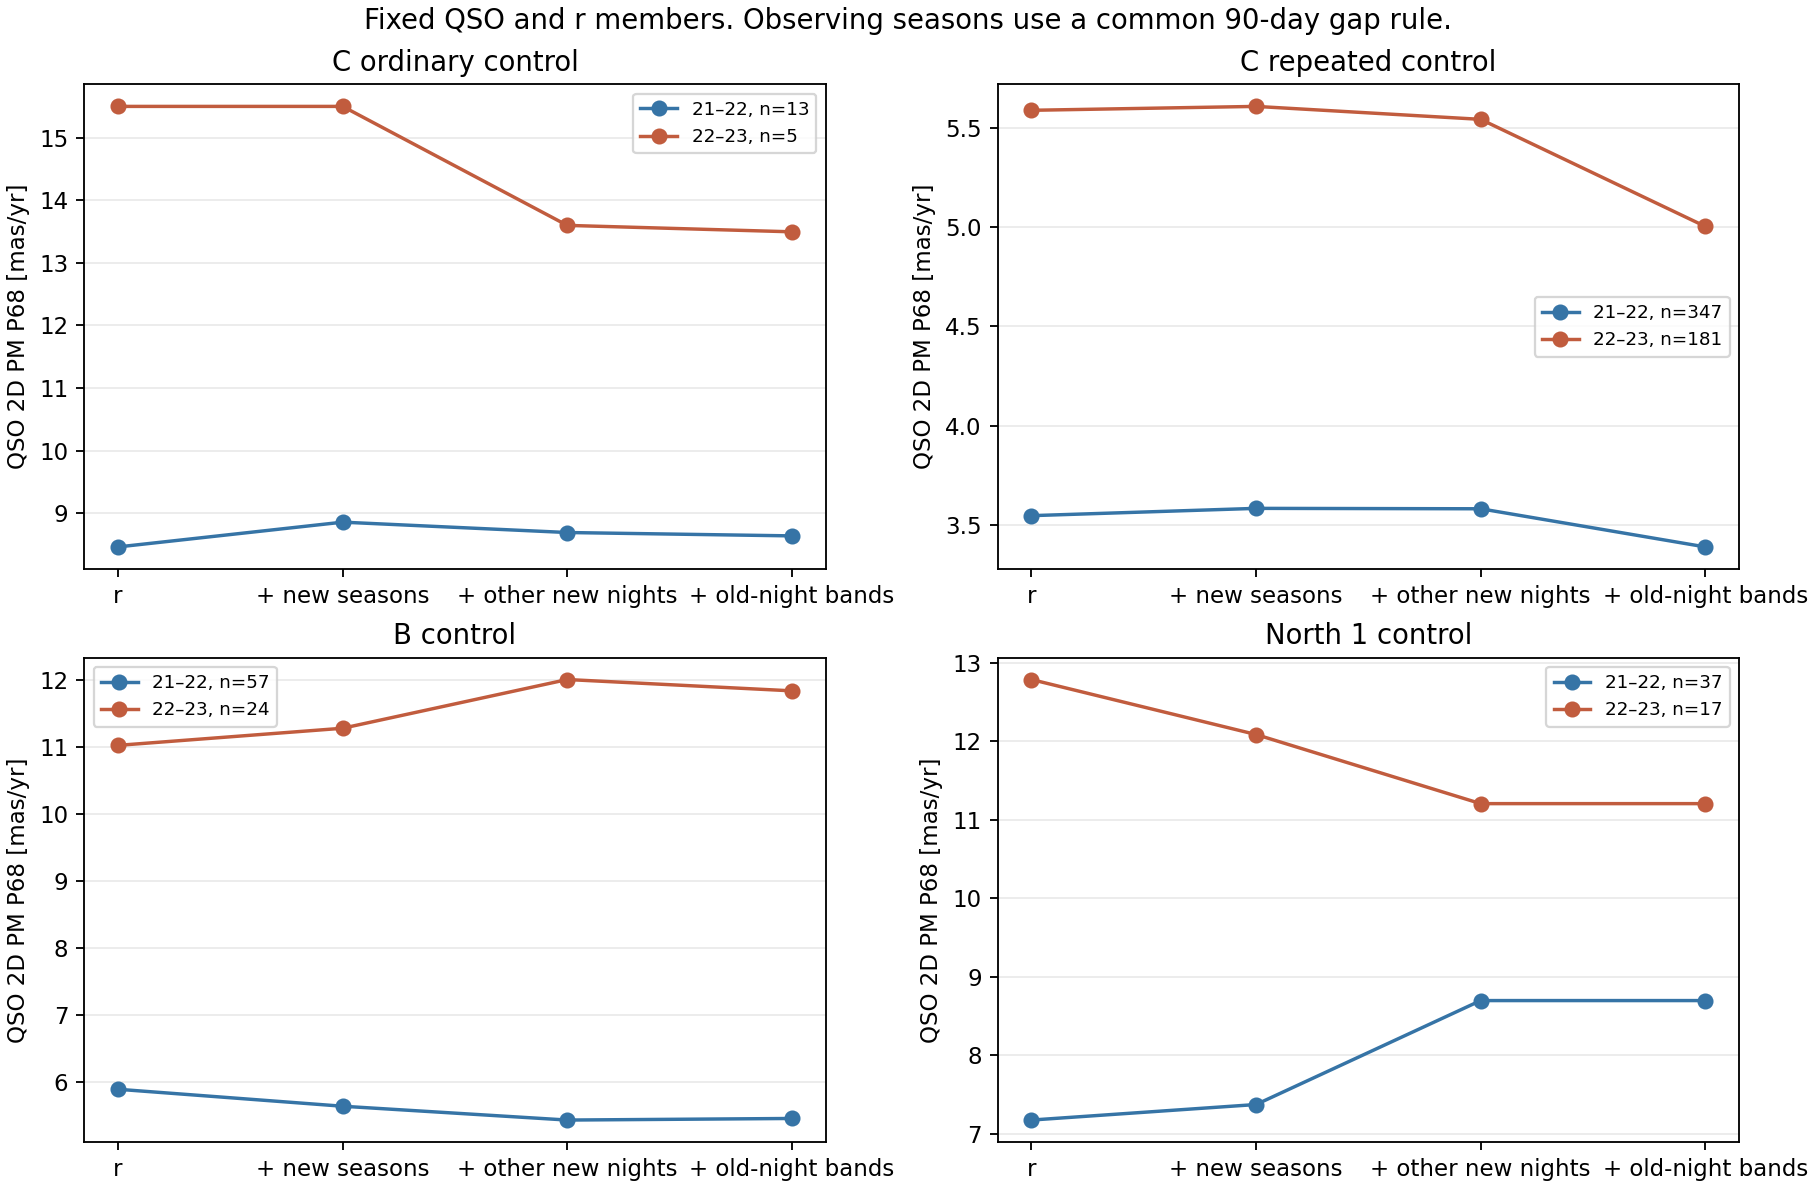 Fixed QSO and r members. Observing seasons use a common 90-day gap rule.
C ordinary control
QSO 2D PM P68 [mas/yr]
15
14
13
12
11
10
9
21–22, n=13
22–23, n=5
r
+ new seasons
+ other new nights
+ old-night bands
C repeated control
QSO 2D PM P68 [mas/yr]
5.5
5.0
4.5
4.0
3.5
21–22, n=347
22–23, n=181
r
+ new seasons
+ other new nights
+ old-night bands
B control
QSO 2D PM P68 [mas/yr]
12
11
10
9
8
7
6
21–22, n=57
22–23, n=24
r
+ new seasons
+ other new nights
+ old-night bands
North 1 control
QSO 2D PM P68 [mas/yr]
13
12
11
10
9
8
7
21–22, n=37
22–23, n=17
r
+ new seasons
+ other new nights
+ old-night bands